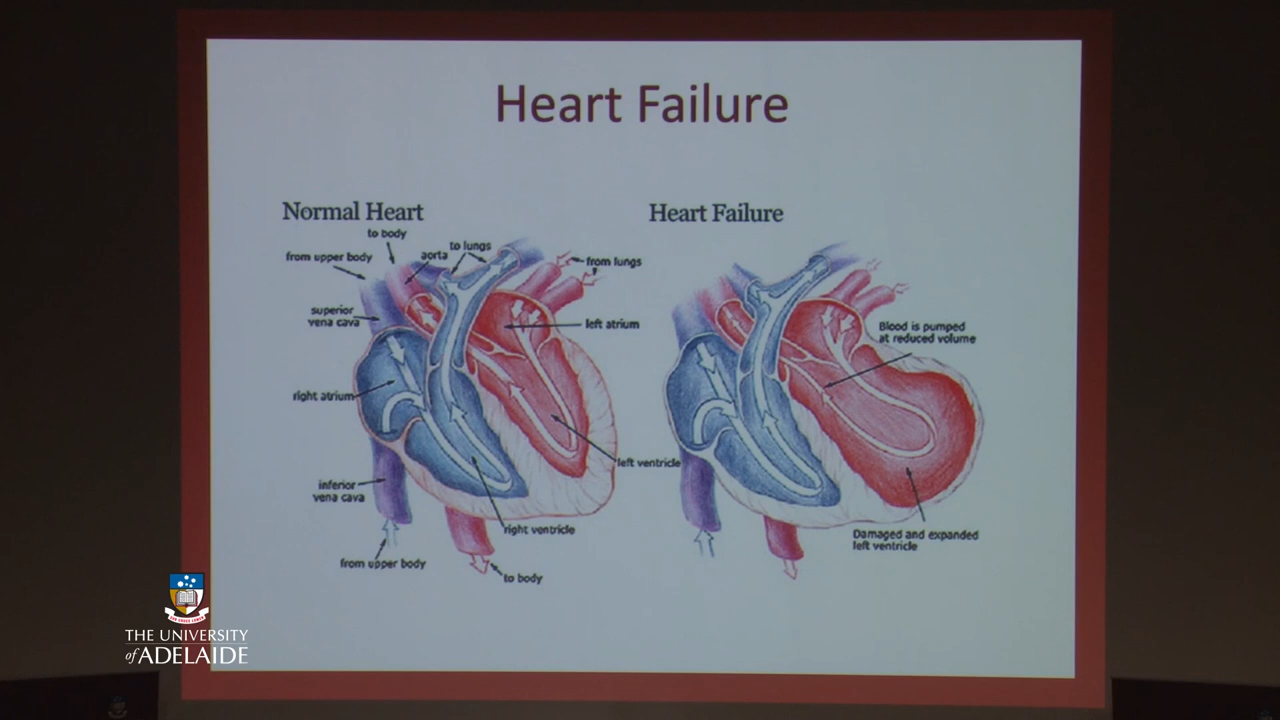 Heart Failure
Normal Heart
to body
from upper body
aorta
to lungs
from lungs
superior
vena cava
left atrium
right atrium
left ventricle
inferior
vena cava
right ventricle
from upper body
to body
Heart Failure
Blood is pumped
at reduced volume
Damaged and expanded
left ventricle
THE UNIVERSITY
of ADELAIDE